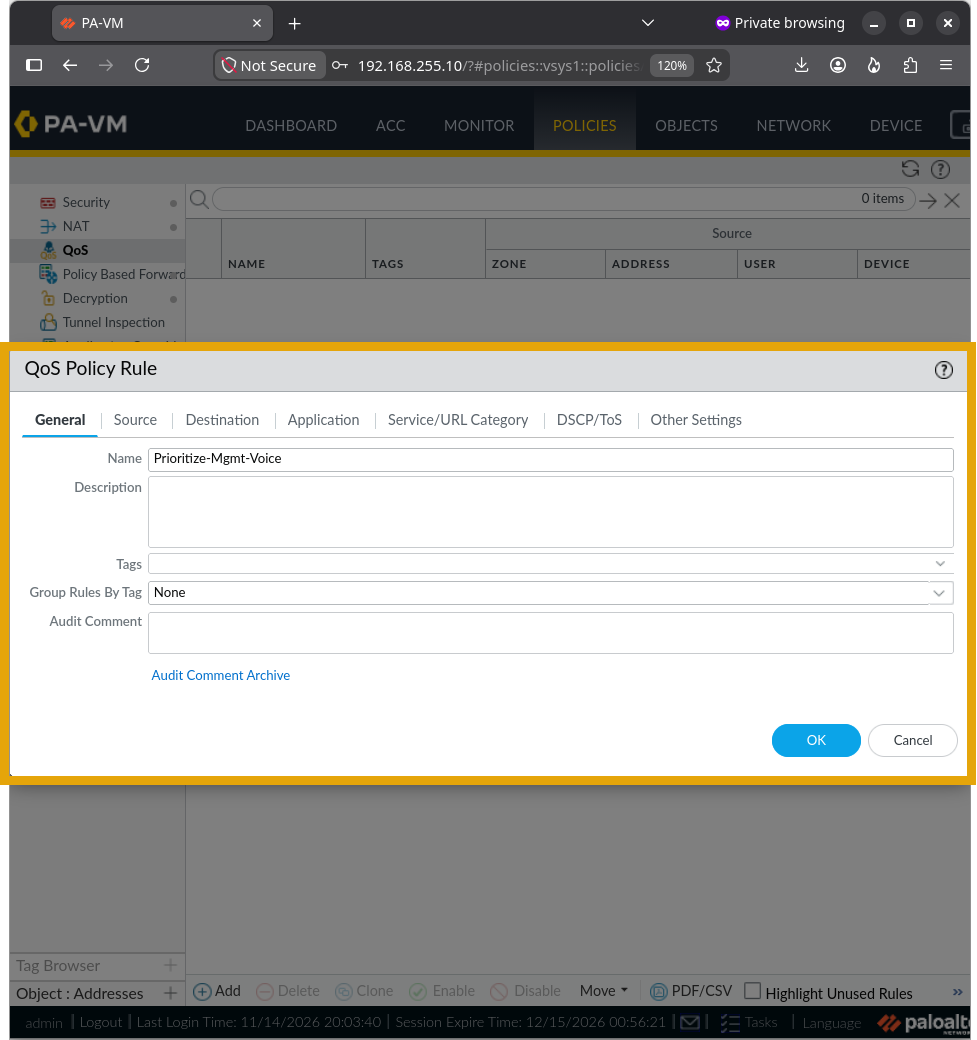 PA-VM
Private browsing
Not Secure 192.168.255.10/?#policies::vsys1::policies. 120%
PA-VM DASHBOARD ACC MONITOR POLICIES OBJECTS NETWORK DEVICE
Security
NAT
QoS
Policy Based Forward
Decryption
Tunnel Inspection
0 items
Source
NAME TAGS ZONE ADDRESS USER DEVICE
QoS Policy Rule
General Source Destination Application Service/URL Category DSCP/ToS Other Settings
Name Prioritize-Mgmt-Voice
Description
Tags
Group Rules By Tag None
Audit Comment
Audit Comment Archive
OK Cancel
Tag Browser
Object : Addresses
Add Delete Clone Enable Disable Move PDF/CSV Highlight Unused Rules »
admin | Logout | Last Login Time: 11/14/2026 20:03:40 | Session Expire Time: 12/15/2026 00:56:21 | Tasks | Language paloalto